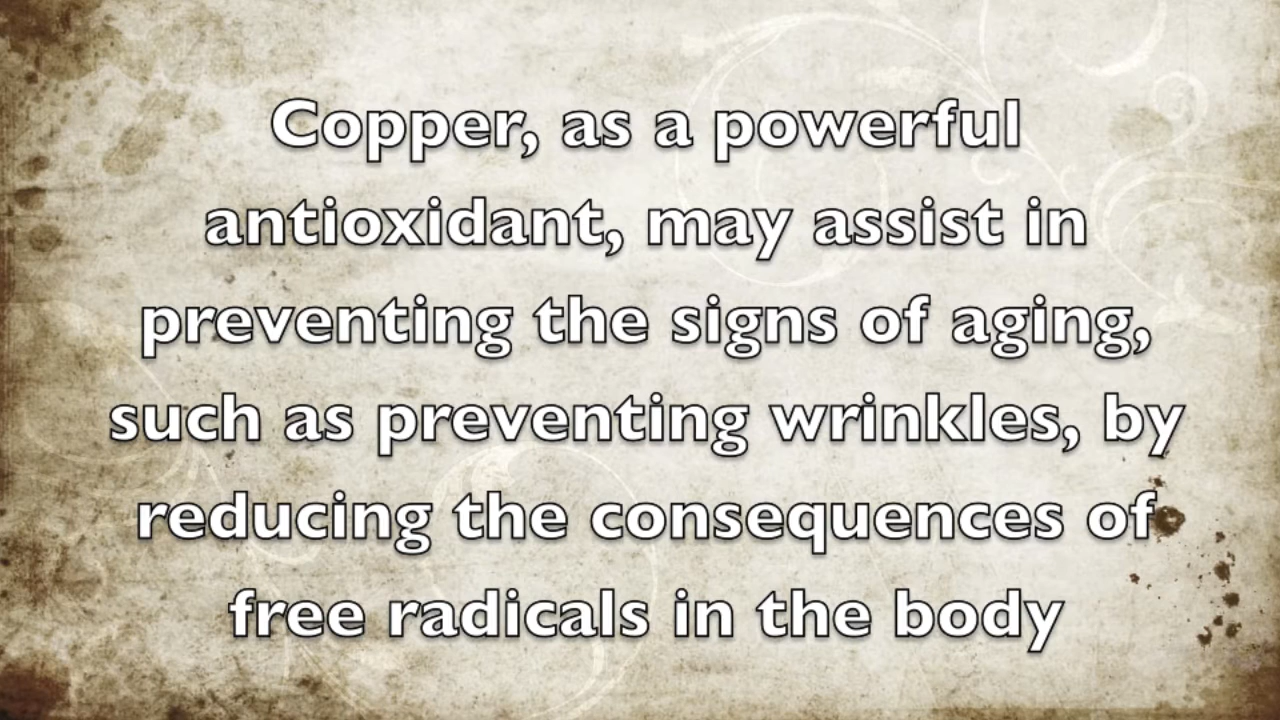 Copper, as a powerful
antioxidant, may assist in
preventing the signs of aging,
such as preventing wrinkles, by
reducing the consequences of
free radicals in the body